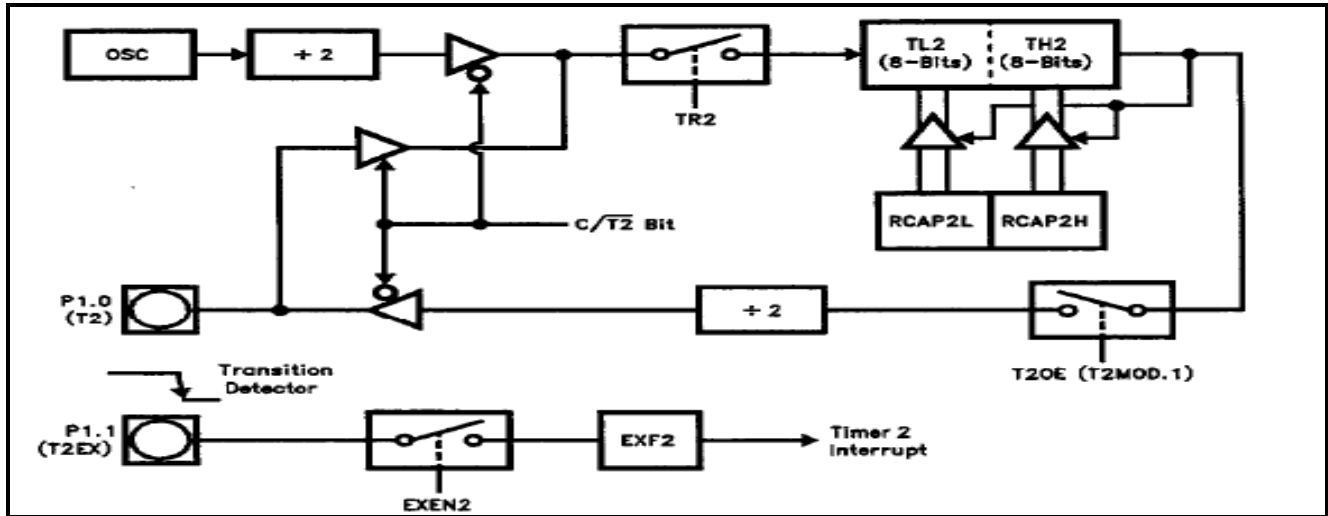 OSC
÷ 2
TL2
(8-Bits)
TH2
(8-Bits)
TR2
RCAP2L
RCAP2H
C/T2̅ Bit
P1.0
(T2)
÷ 2
T2OE (T2MOD.1)
Transition
Detector
P1.1
(T2EX)
EXF2
Timer 2
Interrupt
EXEN2